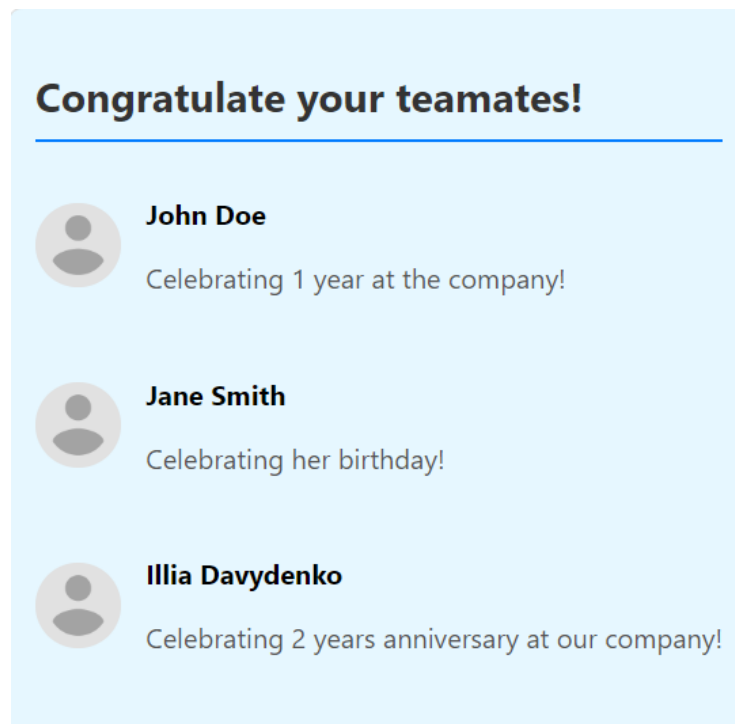 Congratulate your teamates!
John Doe
Celebrating 1 year at the company!
Jane Smith
Celebrating her birthday!
Illia Davydenko
Celebrating 2 years anniversary at our company!